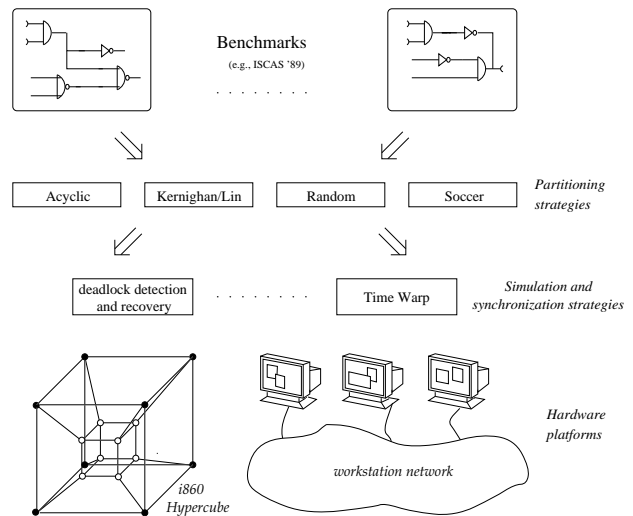 Benchmarks
(e.g., ISCAS '89)
Acyclic
Kernighan/Lin
Random
Soccer
Partitioning
strategies
deadlock detection
and recovery
Time Warp
Simulation and
synchronization strategies
Hardware
platforms
workstation network
i860
Hypercube